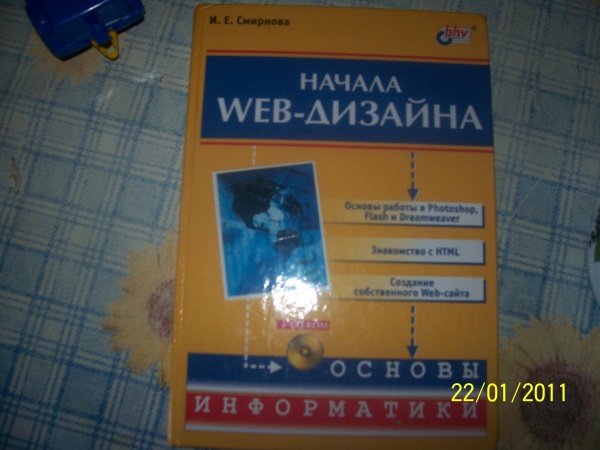 И. Е. Смирнова
bhv®
НАЧАЛА
WEB-ДИЗАЙНА
Основы работы в Photoshop,
Flash и Dreamweaver
Знакомство с HTML
Создание
собственного Web-сайта
ОСНОВЫ
ИНФОРМАТИКИ
22/01/2011